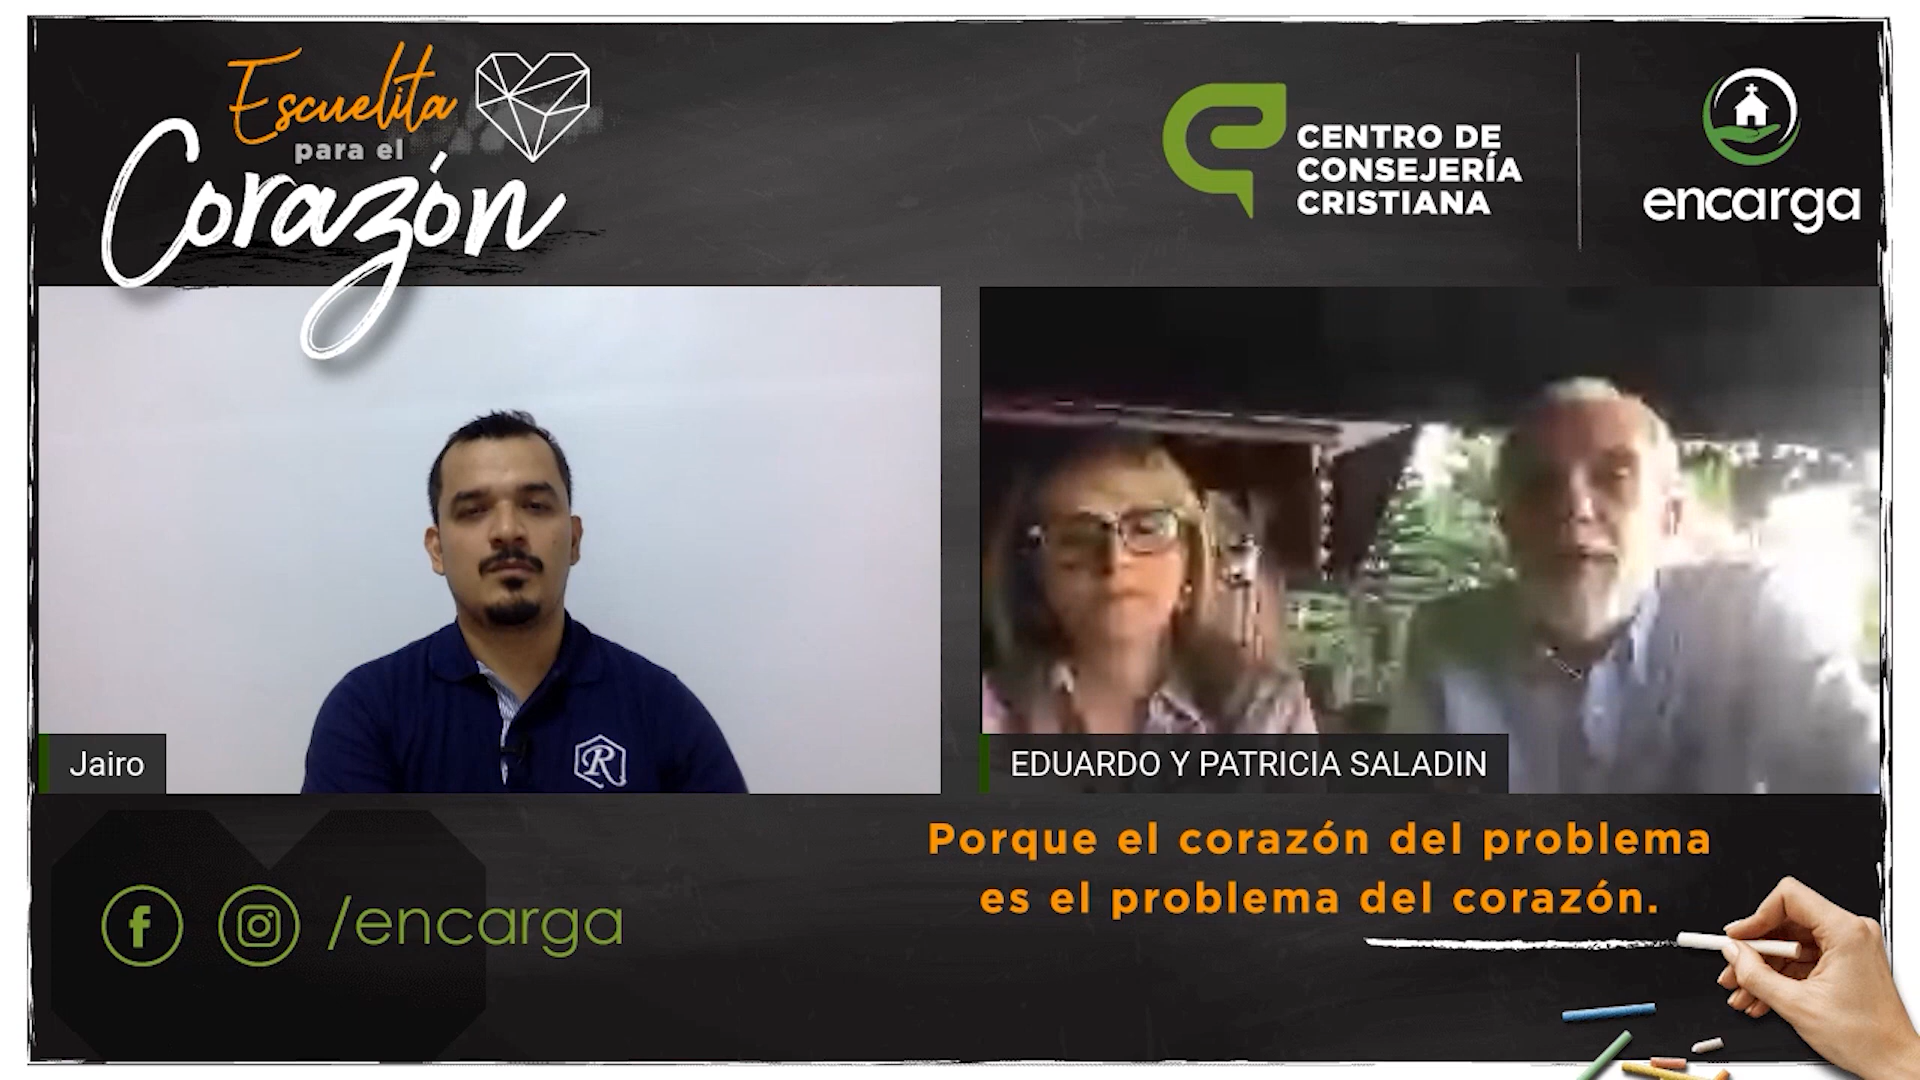 Escuelita
para el
Corazón
CENTRO DE
CONSEJERÍA
CRISTIANA
encarga
R
Jairo
EDUARDO Y PATRICIA SALADIN
Porque el corazón del problema
es el problema del corazón.
/encarga